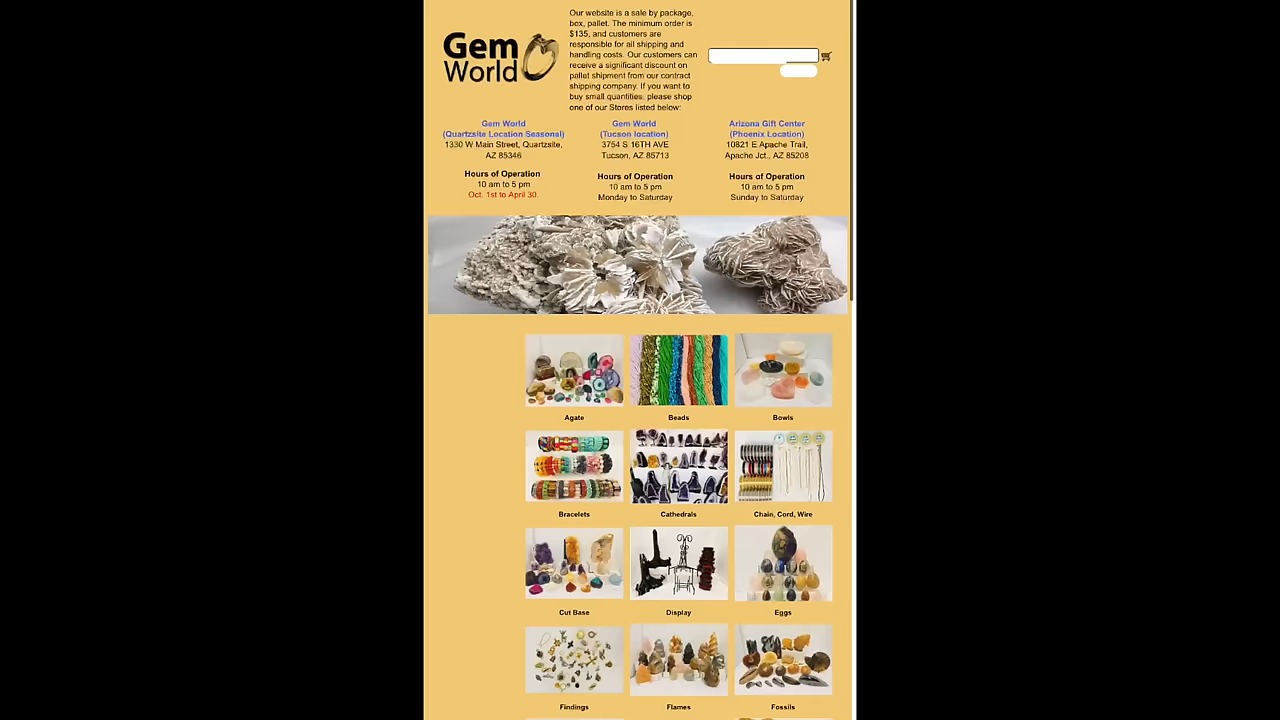 Gem
World
Our website is a sale by package,
box, pallet. The minimum order is
$135, and customers are
responsible for all shipping and
handling costs. Our customers can
receive a significant discount on
pallet shipment from our contract
shipping company. If you want to
buy small quantities, please shop
one of our Stores listed below:
Gem World
(Quartzsite Location Seasonal)
1330 W Main Street, Quartzsite,
AZ 85346
Hours of Operation
10 am to 5 pm
Oct. 1st to April 30.
Gem World
(Tucson location)
3754 S 16TH AVE
Tucson, AZ 85713
Hours of Operation
10 am to 5 pm
Monday to Saturday
Arizona Gift Center
(Phoenix Location)
10821 E Apache Trail,
Apache Jct., AZ 85208
Hours of Operation
10 am to 5 pm
Sunday to Saturday
Agate
Beads
Bowls
Bracelets
Cathedrals
Chain, Cord, Wire
Cut Base
Display
Eggs
Findings
Flames
Fossils